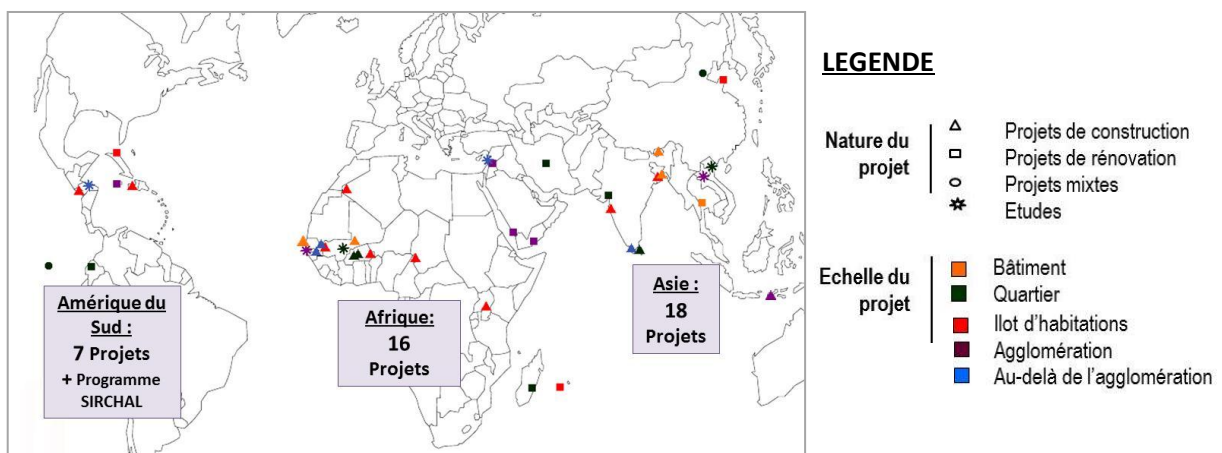 Amérique du
Sud :
7 Projets
+ Programme
SIRCHAL
Afrique:
16
Projets
Asie :
18
Projets
LEGENDE
Nature du
projet
Projets de construction
Projets de rénovation
Projets mixtes
Etudes
Echelle du
projet
Bâtiment
Quartier
Ilot d'habitations
Agglomération
Au-delà de l'agglomération